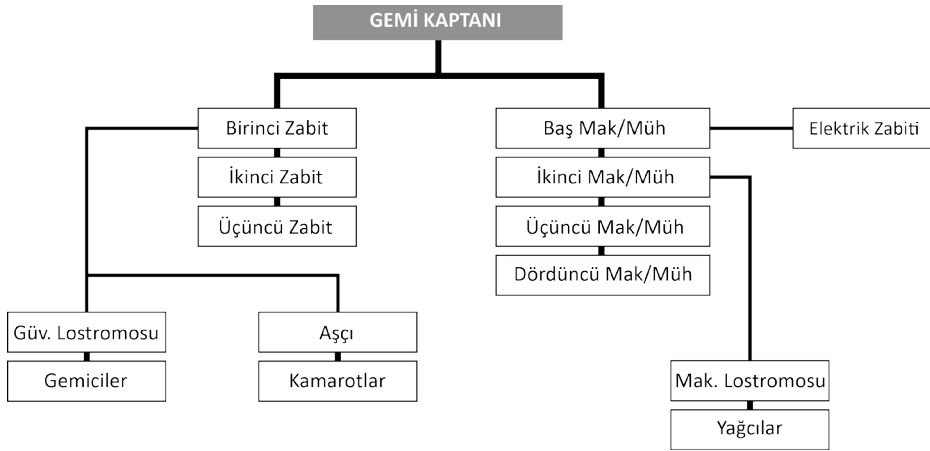 GEMİ KAPTANI
Birinci Zabit
Baş Mak/Müh
Elektrik Zabiti
İkinci Zabit
İkinci Mak/Müh
Üçüncü Zabit
Üçüncü Mak/Müh
Dördüncü Mak/Müh
Güv. Lostromosu
Aşçı
Gemiciler
Kamarotlar
Mak. Lostromosu
Yağcılar